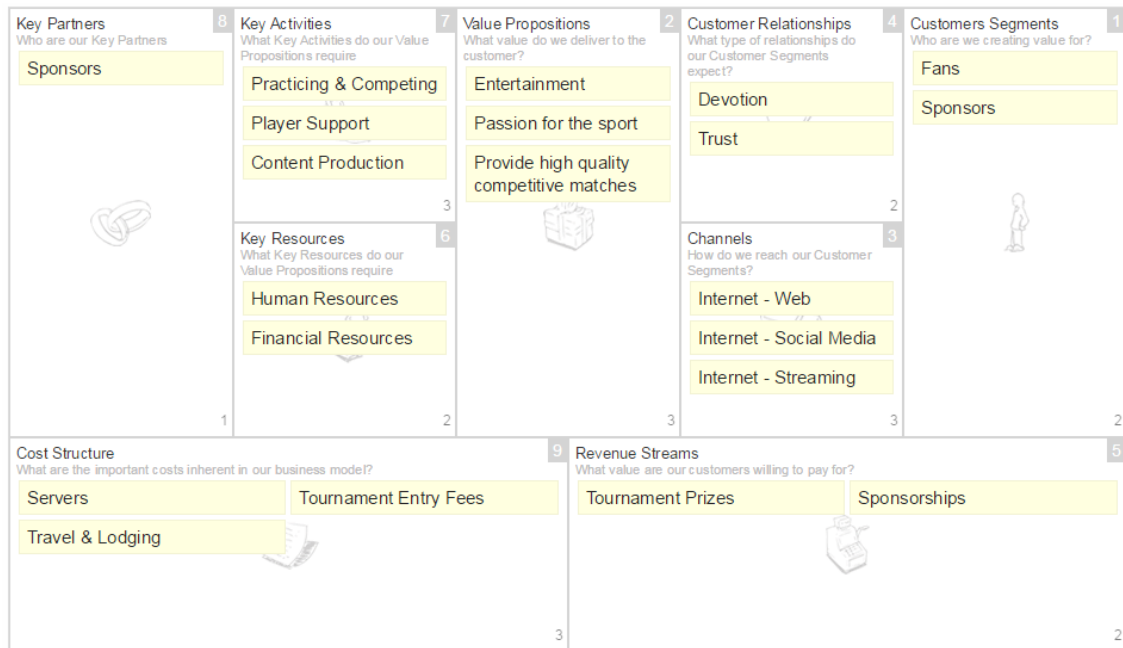 Key Partners
8
Who are our Key Partners
Sponsors
1
Key Activities
7
What Key Activities do our Value
Propositions require
Practicing & Competing
Player Support
Content Production
3
Key Resources
6
What Key Resources do our
Value Propositions require
Human Resources
Financial Resources
2
Value Propositions
2
What value do we deliver to the
customer?
Entertainment
Passion for the sport
Provide high quality
competitive matches
3
Customer Relationships
4
What type of relationships do
our Customer Segments
expect?
Devotion
Trust
2
Channels
3
How do we reach our Customer
Segments?
Internet - Web
Internet - Social Media
Internet - Streaming
3
Customers Segments
1
Who are we creating value for?
Fans
Sponsors
2
Cost Structure
9
What are the important costs inherent in our business model?
Servers
Tournament Entry Fees
Travel & Lodging
3
Revenue Streams
5
What value are our customers willing to pay for?
Tournament Prizes
Sponsorships
2